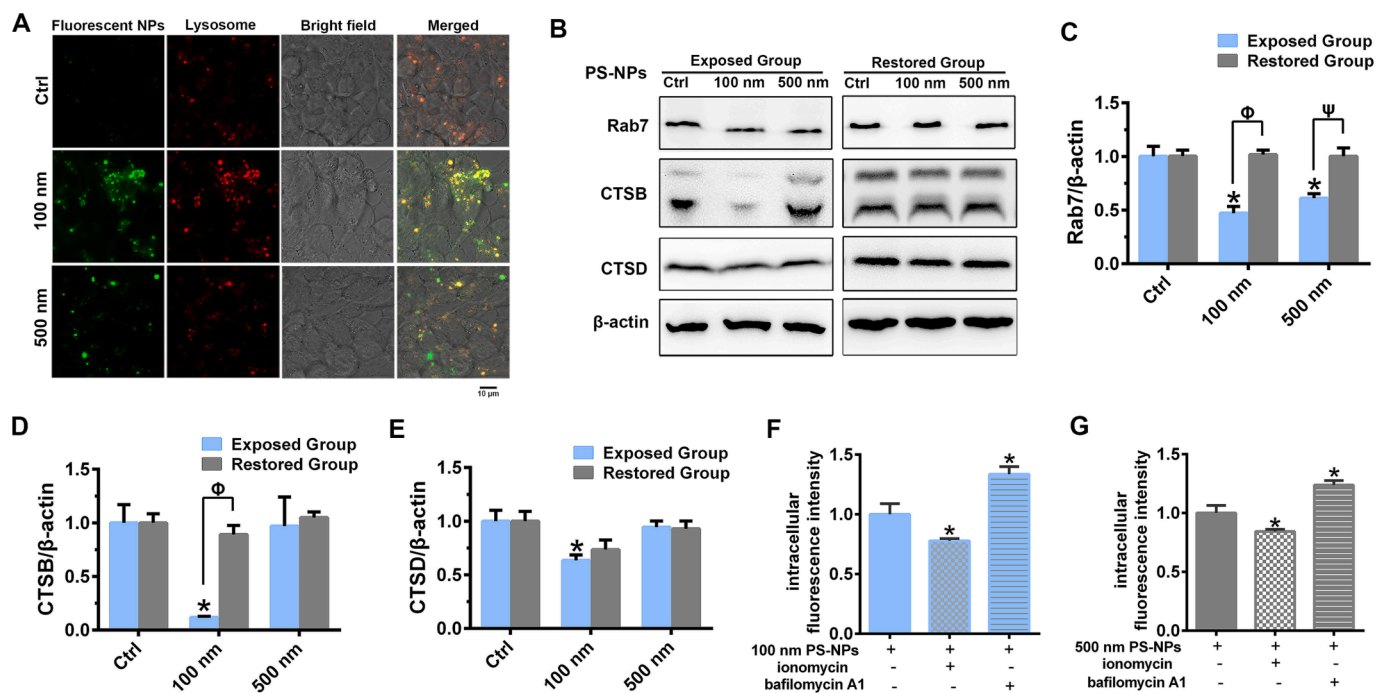 A
Fluorescent NPs Lysosome Bright field Merged
Ctrl
100 nm
500 nm
10 μm
B
Exposed Group Restored Group
PS-NPs Ctrl 100 nm 500 nm Ctrl 100 nm 500 nm
Rab7
CTSB
CTSD
β-actin
C
Exposed Group
Restored Group
Rab7/β-actin
1.5
1.0
0.5
0.0
* Φ * Ψ
Ctrl 100 nm 500 nm
D
Exposed Group
Restored Group
CTSB/β-actin
1.5
1.0
0.5
0.0
* Φ
Ctrl 100 nm 500 nm
E
Exposed Group
Restored Group
CTSD/β-actin
1.5
1.0
0.5
0.0
*
Ctrl 100 nm 500 nm
F
intracellular
fluorescence intensity
1.5
1.0
0.5
0.0
* *
100 nm PS-NPs + + +
ionomycin - + -
bafilomycin A1 - - +
G
intracellular
fluorescence intensity
1.5
1.0
0.5
0.0
* *
500 nm PS-NPs + + +
ionomycin - + -
bafilomycin A1 - - +